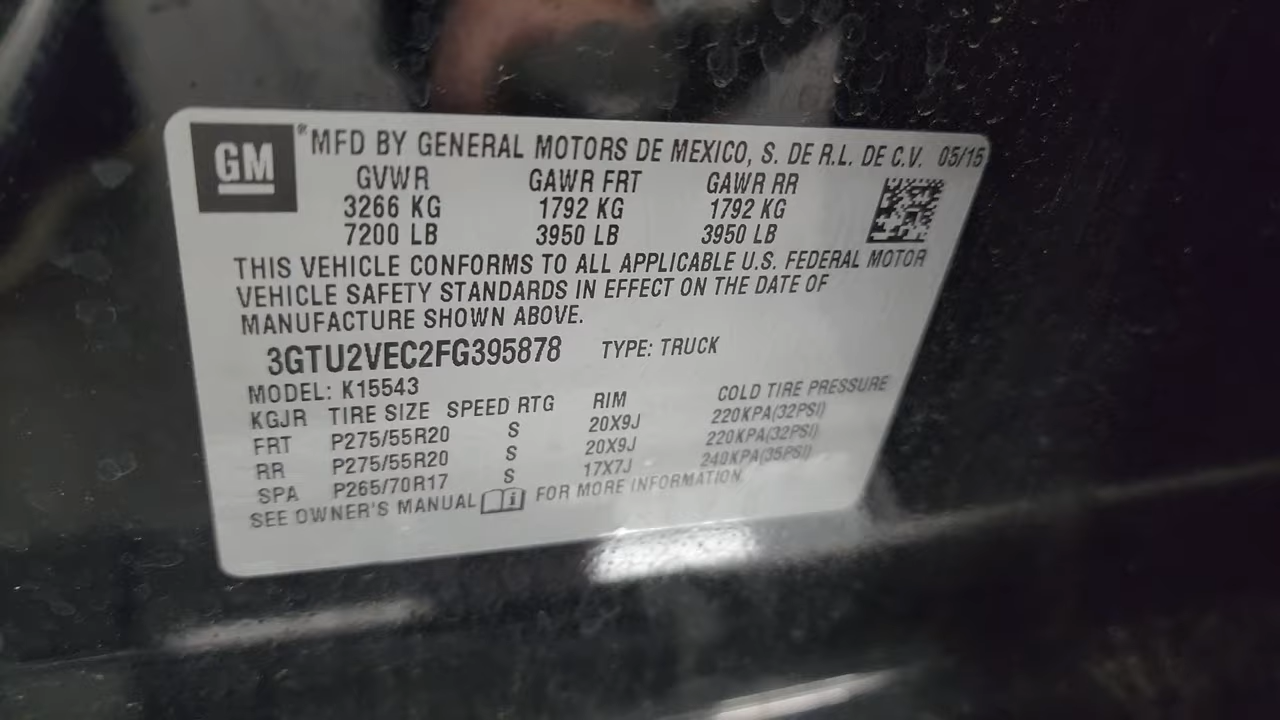 GM ® MFD BY GENERAL MOTORS DE MEXICO, S. DE R.L. DE C.V. 05/15
GVWR GAWR FRT GAWR RR
3266 KG 1792 KG 1792 KG
7200 LB 3950 LB 3950 LB
THIS VEHICLE CONFORMS TO ALL APPLICABLE U.S. FEDERAL MOTOR
VEHICLE SAFETY STANDARDS IN EFFECT ON THE DATE OF
MANUFACTURE SHOWN ABOVE.
3GTU2VEC2FG395878 TYPE: TRUCK
MODEL: K15543
KGJR TIRE SIZE SPEED RTG RIM COLD TIRE PRESSURE
FRT P275/55R20 S 20X9J 220KPA(32PSI)
RR P275/55R20 S 20X9J 220KPA(32PSI)
SPA P265/70R17 S 17X7J 240KPA(35PSI)
SEE OWNER'S MANUAL i FOR MORE INFORMATION.